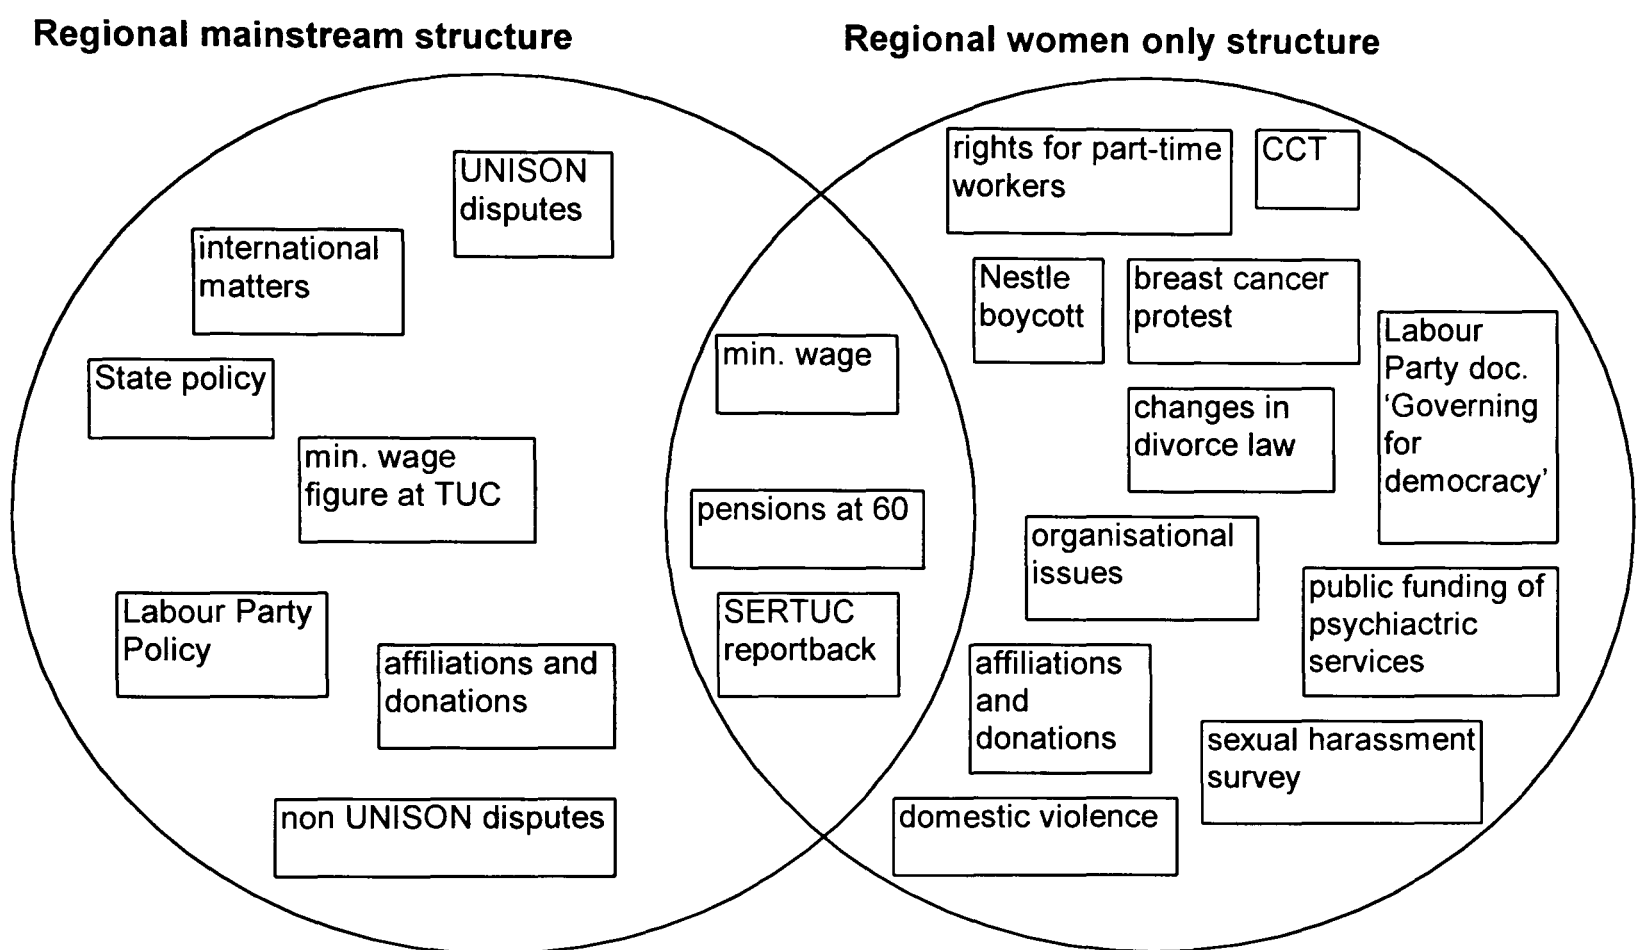 Regional mainstream structure
Regional women only structure
UNISON
disputes
international
matters
State policy
min. wage
figure at TUC
Labour Party
Policy
affiliations and
donations
non UNISON disputes
min. wage
pensions at 60
SERTUC
reportback
rights for part-time
workers
CCT
Nestle
boycott
breast cancer
protest
Labour
Party doc.
‘Governing
for
democracy’
changes in
divorce law
organisational
issues
public funding of
psychiactric
services
affiliations
and
donations
sexual harassment
survey
domestic violence